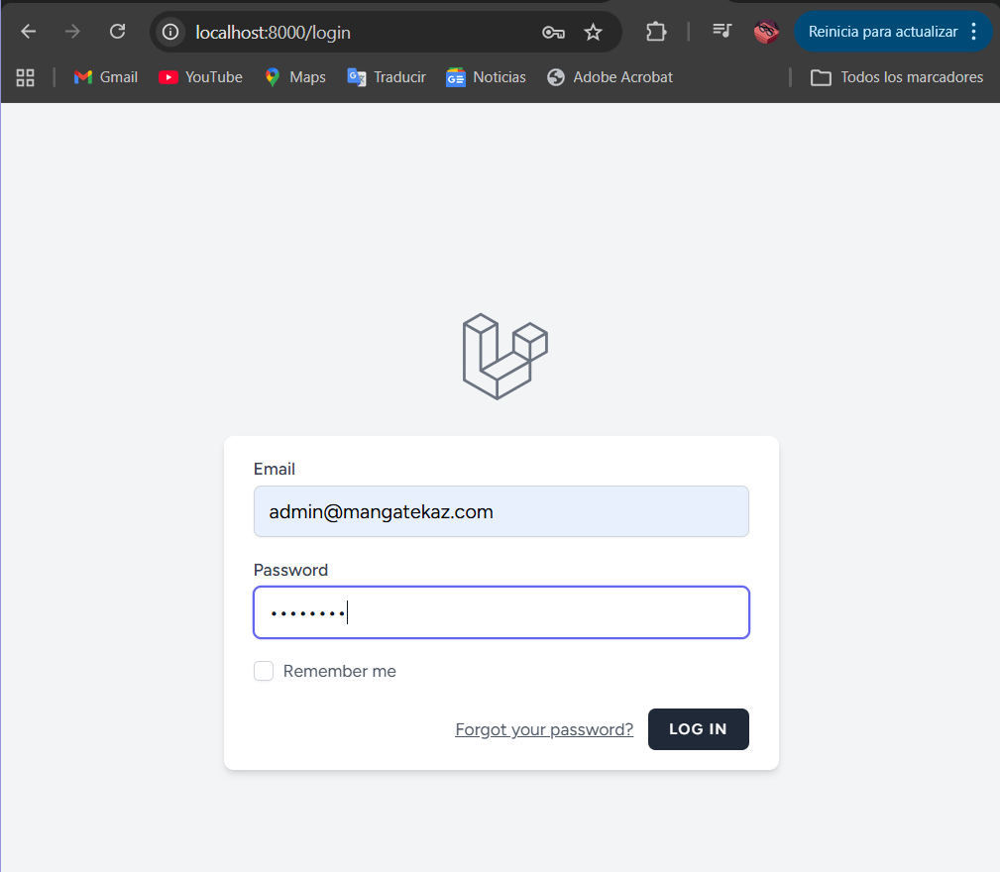 localhost:8000/login
Reinicia para actualizar
Gmail YouTube Maps Traducir Noticias Adobe Acrobat Todos los marcadores
Email
admin@mangatekaz.com
Password
••••••••
Remember me
Forgot your password? LOG IN